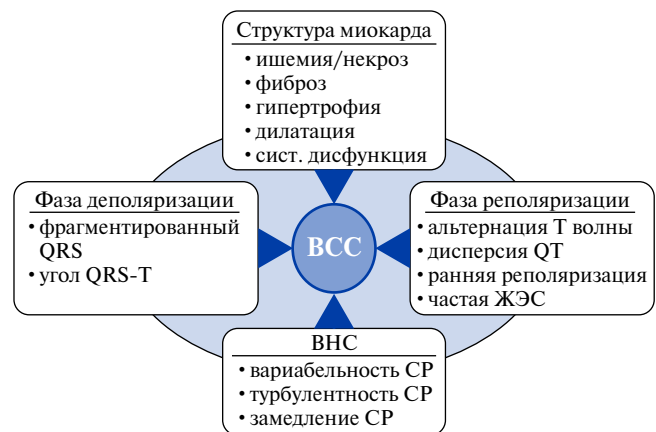 Структура миокарда
• ишемия/некроз
• фиброз
• гипертрофия
• дилатация
• сист. дисфункция
Фаза деполяризации
• фрагментированный
QRS
• угол QRS-T
ВСС
Фаза реполяризации
• альтернация Т волны
• дисперсия QT
• ранняя реполяризация
• частая ЖЭС
ВНС
• вариабельность СР
• турбулентность СР
• замедление СР